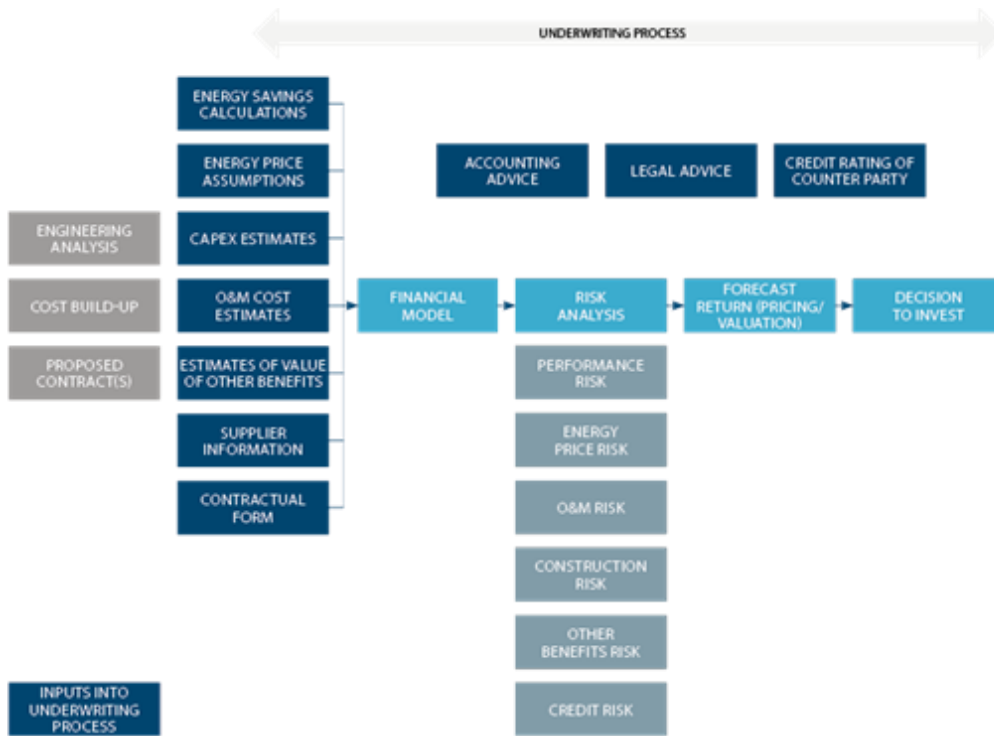 UNDERWRITING PROCESS
ENERGY SAVINGS
CALCULATIONS
ENERGY PRICE
ASSUMPTIONS
ACCOUNTING
ADVICE
LEGAL ADVICE
CREDIT RATING OF
COUNTER PARTY
ENGINEERING
ANALYSIS
CAPEX ESTIMATES
COST BUILD-UP
O&M COST
ESTIMATES
FINANCIAL
MODEL
RISK
ANALYSIS
FORECAST
RETURN (PRICING/
VALUATION)
DECISION
TO INVEST
PROPOSED
CONTRACT(S)
ESTIMATES OF VALUE
OF OTHER BENEFITS
PERFORMANCE
RISK
SUPPLIER
INFORMATION
ENERGY
PRICE RISK
CONTRACTUAL
FORM
O&M RISK
CONSTRUCTION
RISK
OTHER
BENEFITS RISK
INPUTS INTO
UNDERWRITING
PROCESS
CREDIT RISK